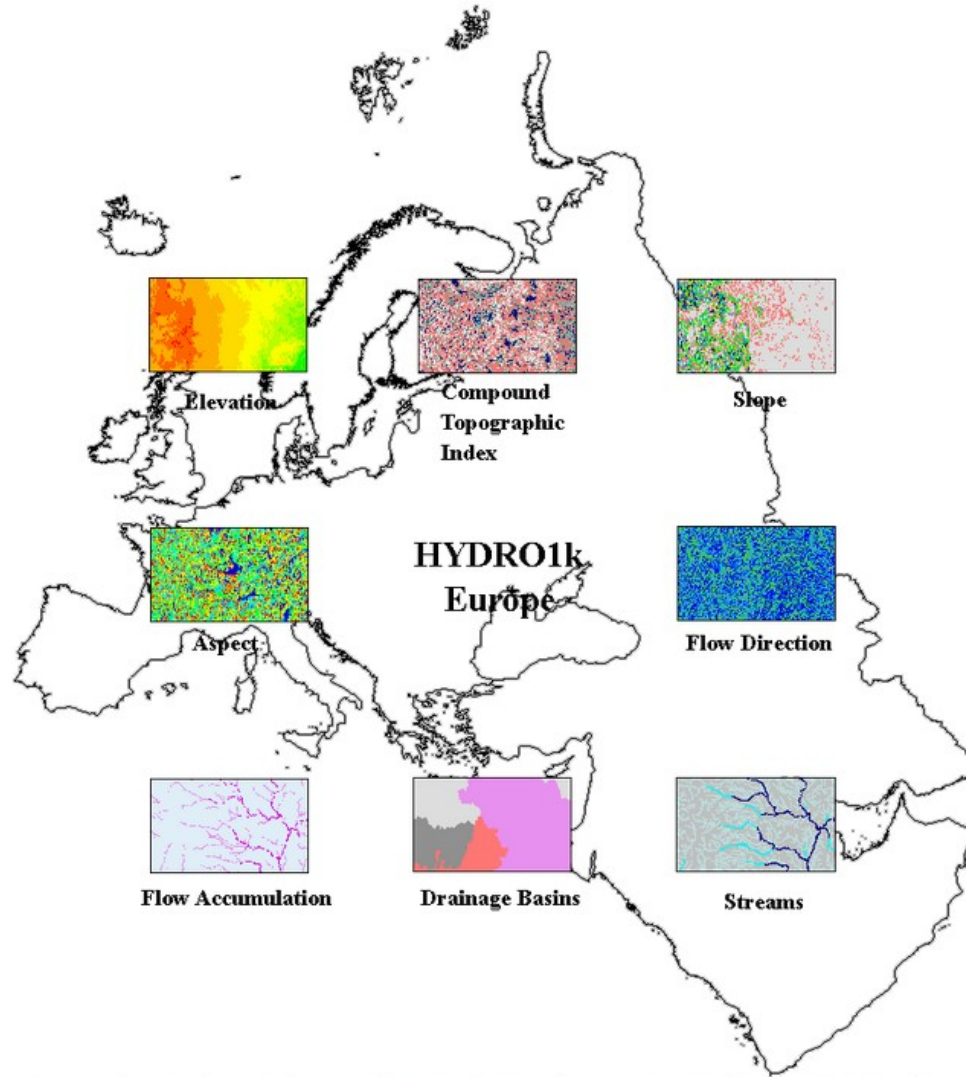 Elevation
Compound
Topographic
Index
Slope
HYDRO1k
Europe
Aspect
Flow Direction
Flow Accumulation
Drainage Basins
Streams